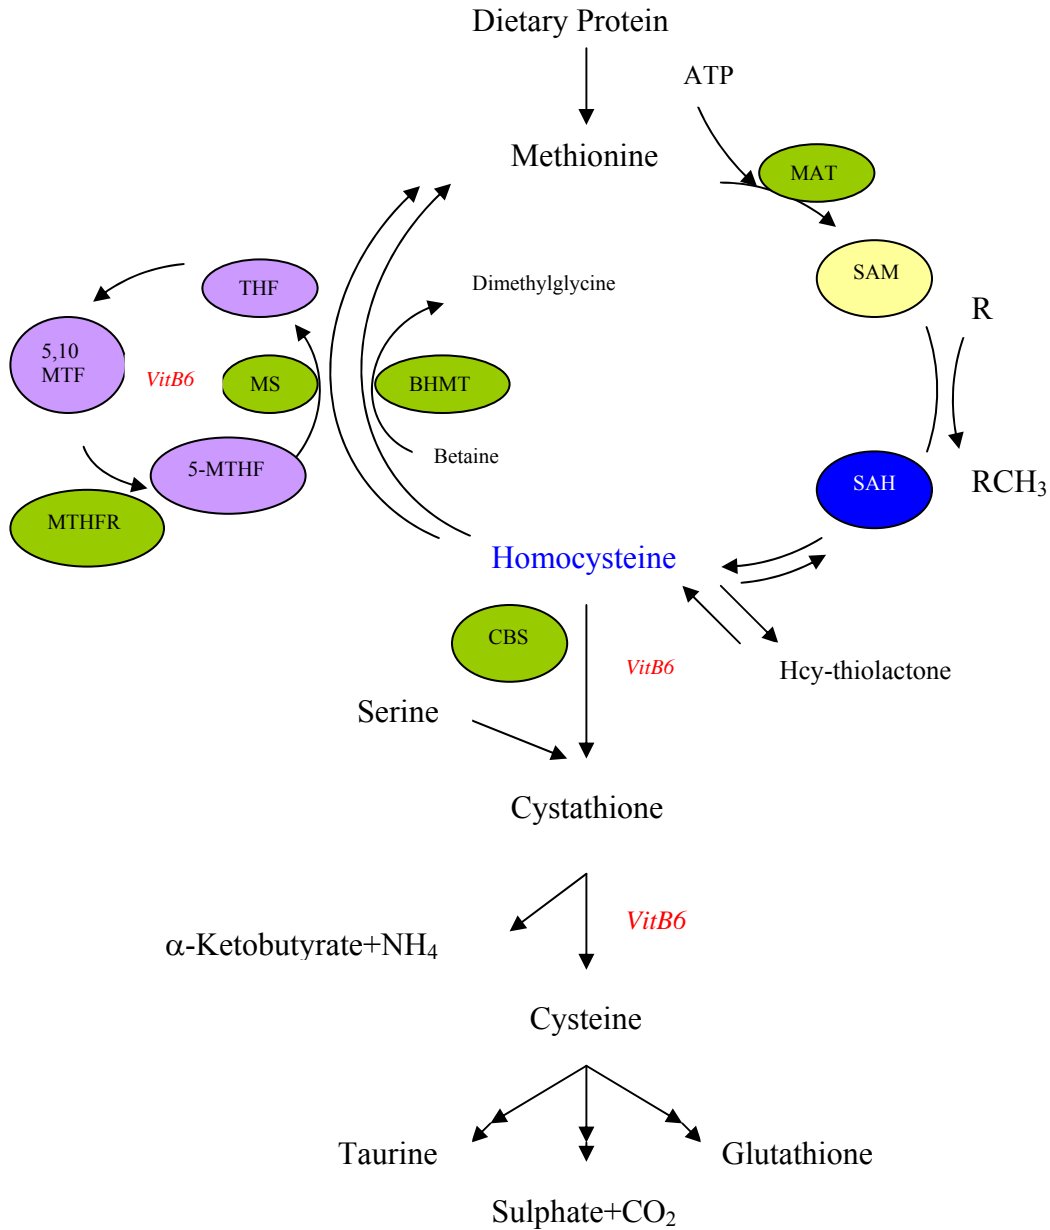 Dietary Protein
ATP
Methionine
MAT
SAM
Dimethylglycine
THF
R
5,10
MTF
VitB6
MS
BHMT
Betaine
5-MTHF
SAH
RCH₃
MTHFR
Homocysteine
CBS
VitB6
Hcy-thiolactone
Serine
Cystathione
VitB6
α-Ketobutyrate+NH₄
Cysteine
Taurine
Glutathione
Sulphate+CO₂